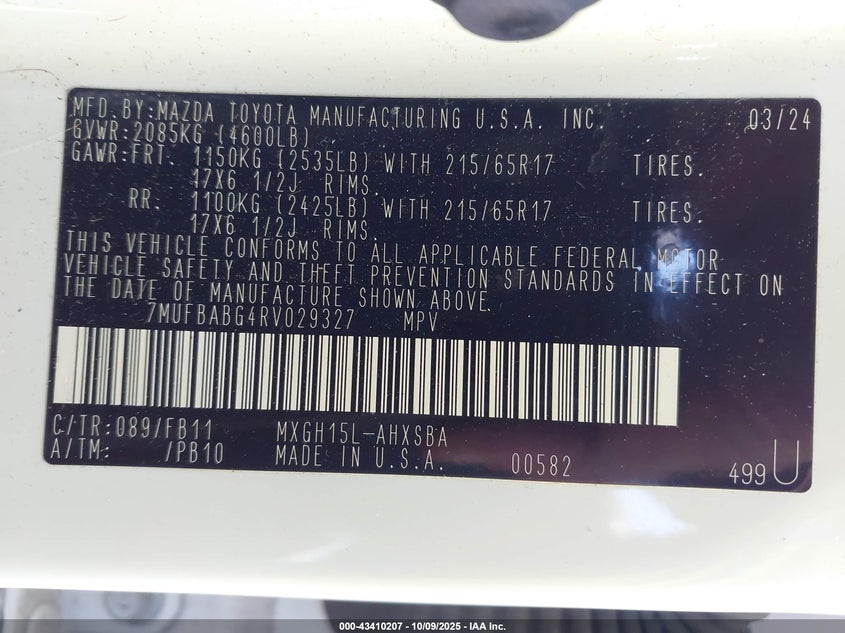 MFD. BY: MAZDA TOYOTA MANUFACTURING U.S.A. INC. 03/24
GVWR: 2085KG (4600LB)
GAWR: FRT. 1150KG (2535LB) WITH 215/65R17 TIRES.
17X6 1/2J RIMS.
RR. 1100KG (2425LB) WITH 215/65R17 TIRES.
17X6 1/2J RIMS.
THIS VEHICLE CONFORMS TO ALL APPLICABLE FEDERAL MOTOR
VEHICLE SAFETY AND THEFT PREVENTION STANDARDS IN EFFECT ON
THE DATE OF MANUFACTURE SHOWN ABOVE.
7MUFBABG4RV029327 MPV
C/TR: 089/FB11 MXGH15L-AHXSBA
A/TM: /PB10 MADE IN U.S.A. 00582 499U
000-43410207 - 10/09/2025 - IAA Inc.